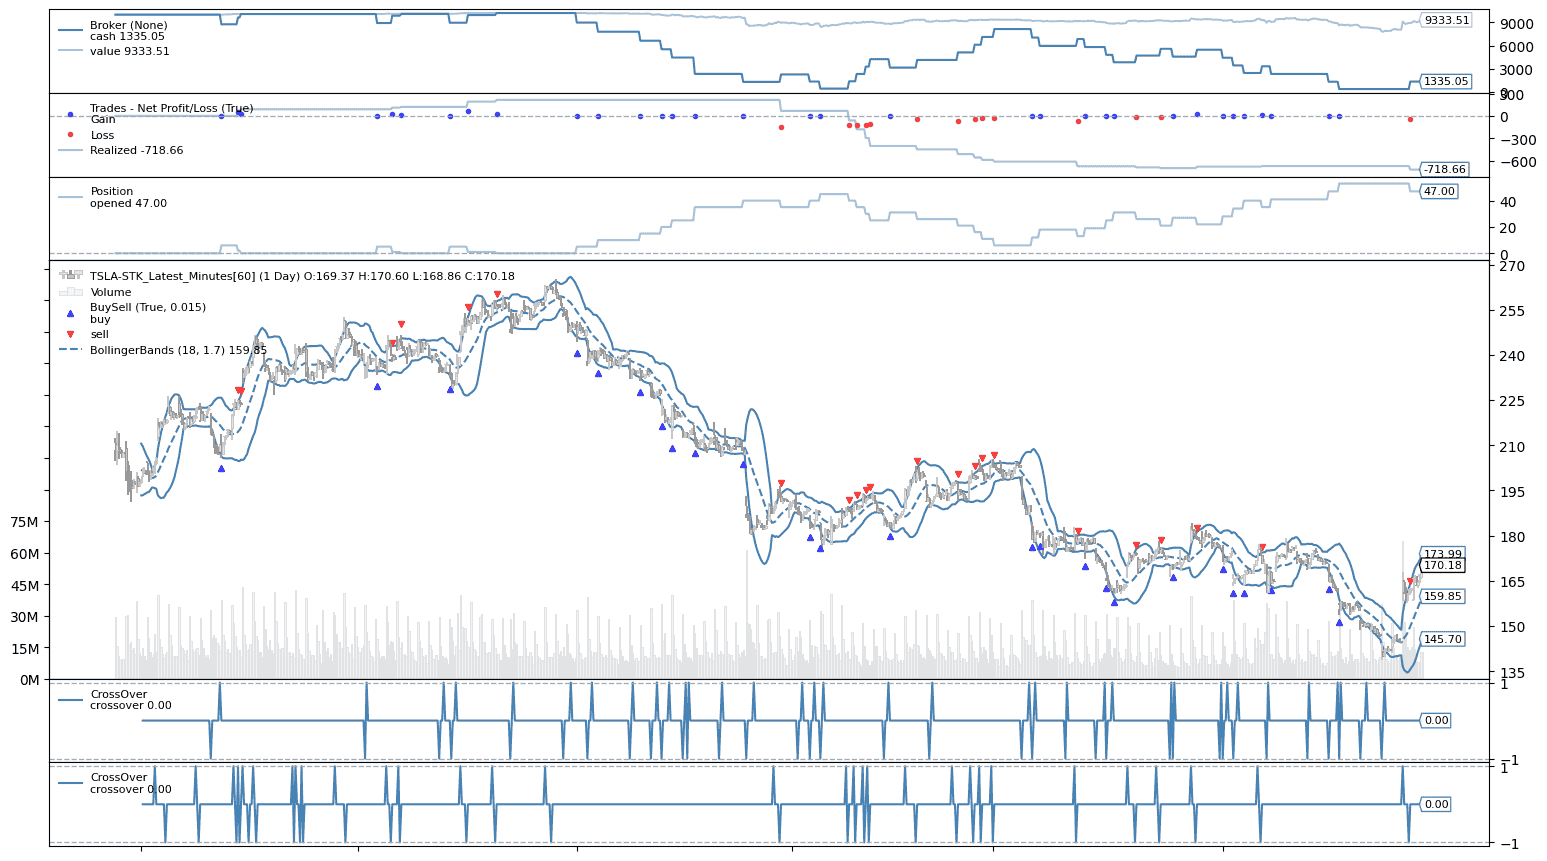 Broker (None)
cash 1335.05
value 9333.51
9333.51
1335.05
9000
6000
3000
0
Trades - Net Profit/Loss (True)
Gain
Loss
Realized -718.66
300
0
−300
−600
-718.66
Position
opened 47.00
47.00
40
20
0
TSLA-STK_Latest_Minutes[60] (1 Day) O:169.37 H:170.60 L:168.86 C:170.18
Volume
BuySell (True, 0.015)
buy
sell
BollingerBands (18, 1.7) 159.85
270
255
240
225
210
195
180
165
150
135
173.99
170.18
159.85
145.70
75M
60M
45M
30M
15M
0M
CrossOver
crossover 0.00
1
0.00
−1
CrossOver
crossover 0.00
1
0.00
−1